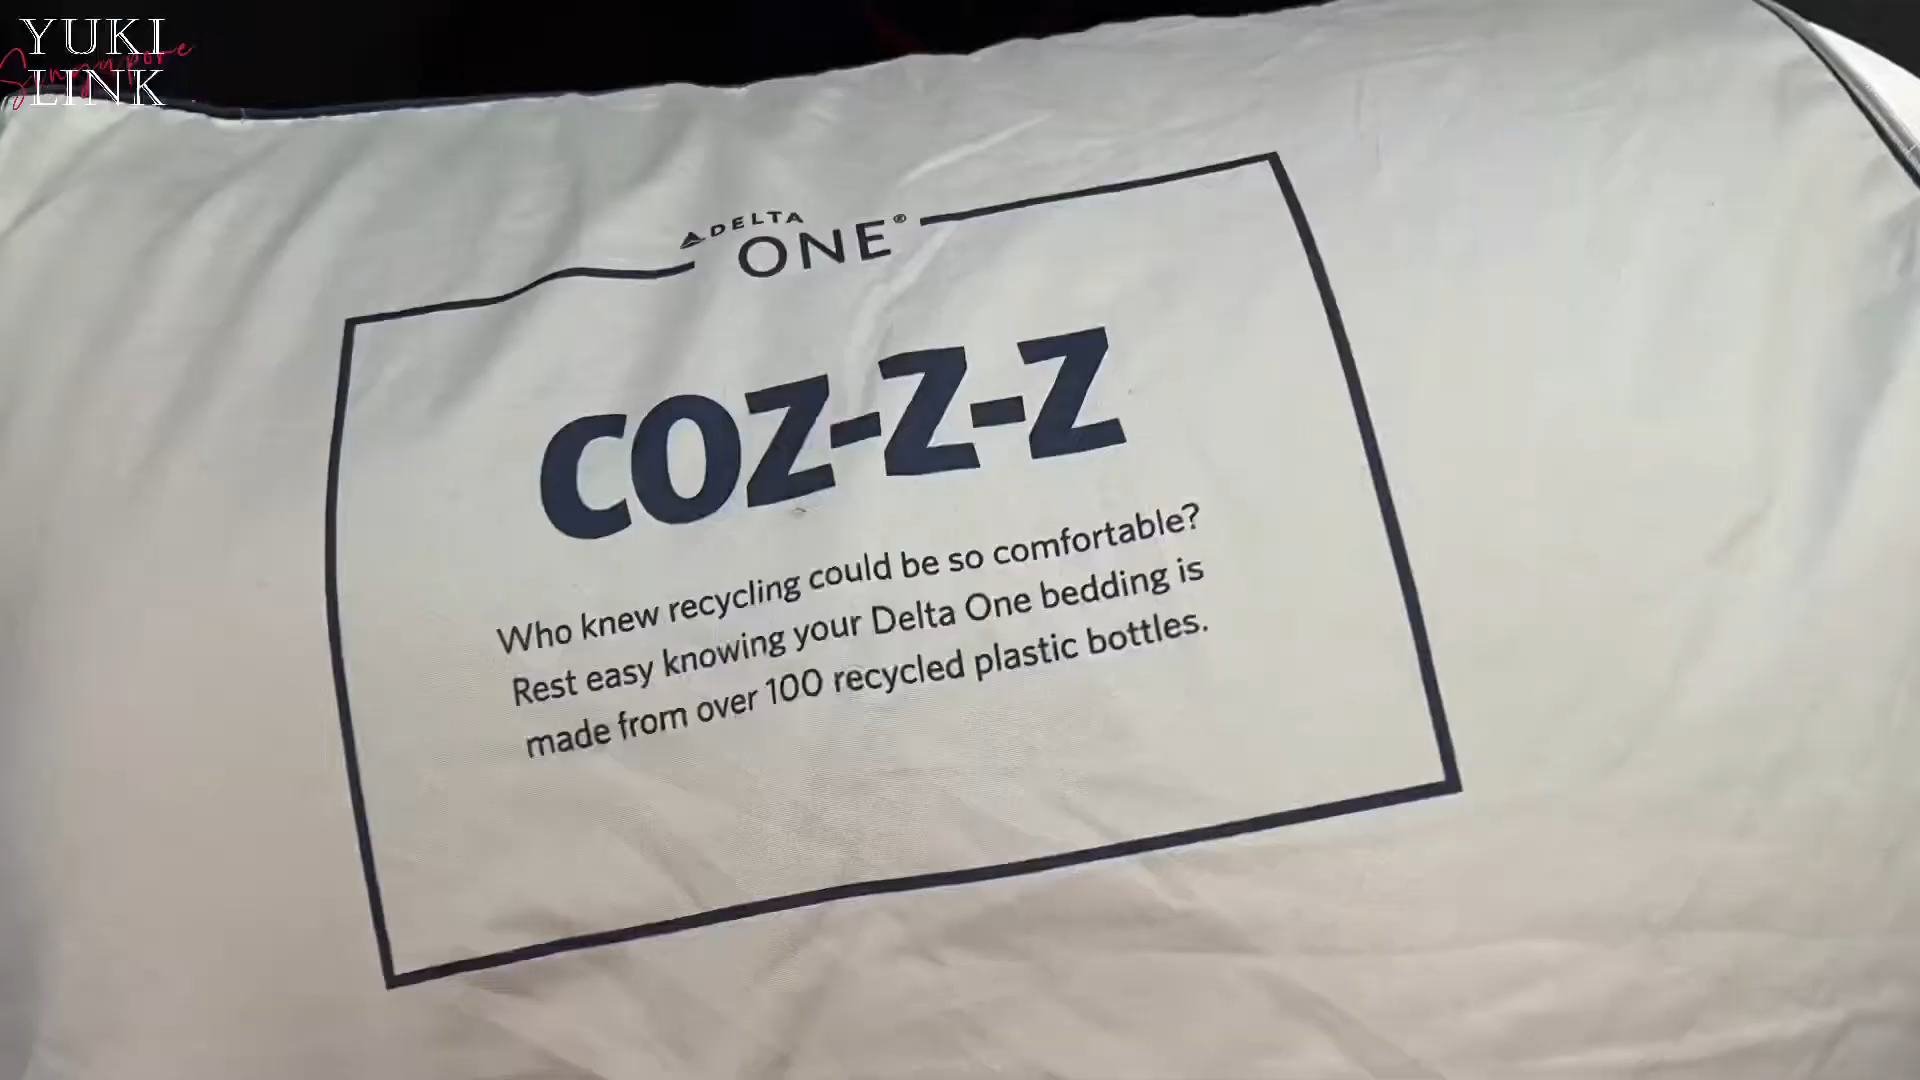 YUKI
Singapore
LINK
DELTA
ONE®
COZ-Z-Z
Who knew recycling could be so comfortable?
Rest easy knowing your Delta One bedding is
made from over 100 recycled plastic bottles.